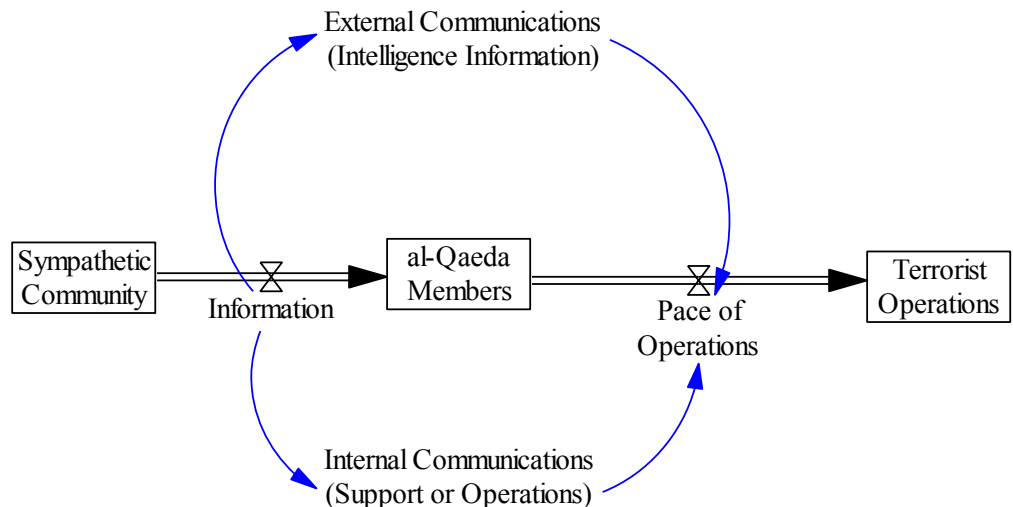 External Communications
(Intelligence Information)
Sympathetic
Community
Information
al-Qaeda
Members
Pace of
Operations
Terrorist
Operations
Internal Communications
(Support or Operations)